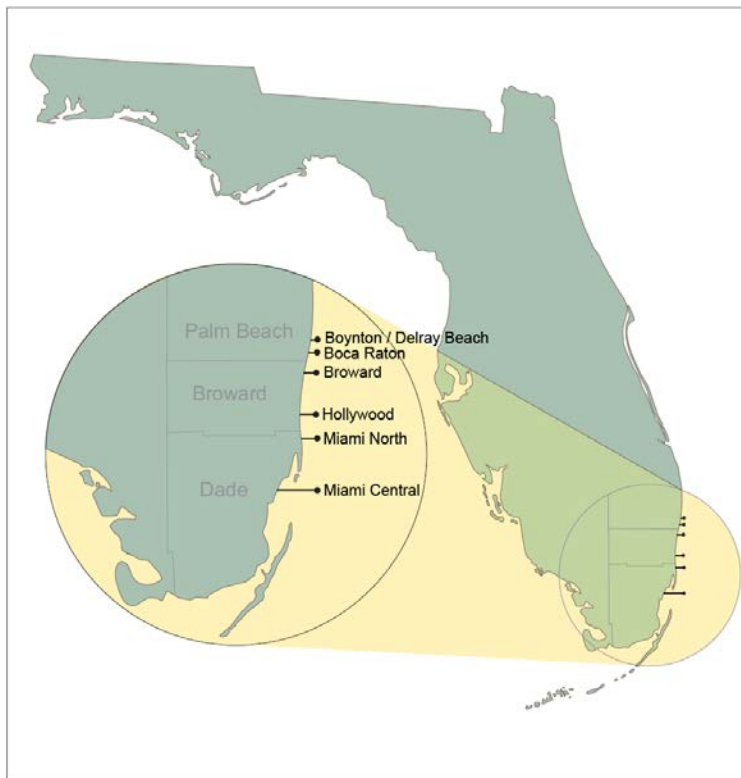 Palm Beach
Boynton / Delray Beach
Boca Raton
Broward
Broward
Hollywood
Miami North
Dade
Miami Central